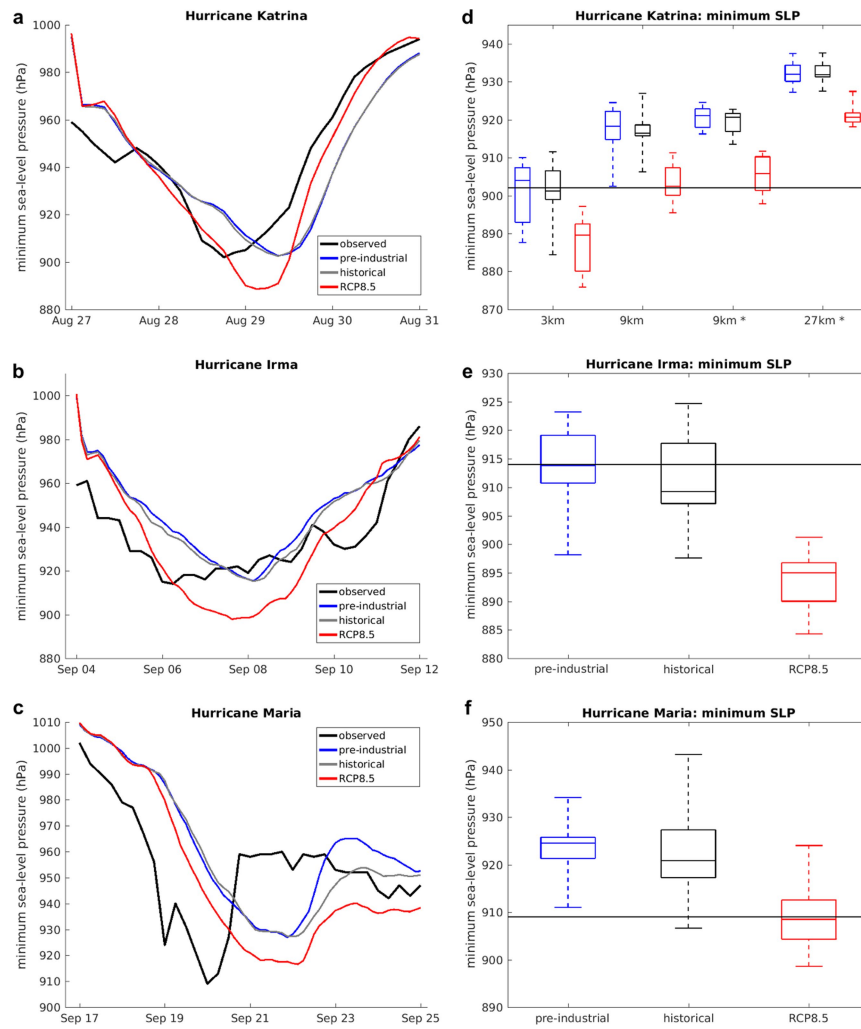 a
Hurricane Katrina
minimum sea-level pressure (hPa)
1000
980
960
940
920
900
880
observed
pre-industrial
historical
RCP8.5
Aug 27
Aug 28
Aug 29
Aug 30
Aug 31
d
Hurricane Katrina: minimum SLP
minimum sea-level pressure (hPa)
940
930
920
910
900
890
880
870
3km
9km
9km *
27km *
b
Hurricane Irma
minimum sea-level pressure (hPa)
1000
980
960
940
920
900
880
observed
pre-industrial
historical
RCP8.5
Sep 04
Sep 06
Sep 08
Sep 10
Sep 12
e
Hurricane Irma: minimum SLP
minimum sea-level pressure (hPa)
930
925
920
915
910
905
900
895
890
885
880
pre-industrial
historical
RCP8.5
c
Hurricane Maria
minimum sea-level pressure (hPa)
1010
1000
990
980
970
960
950
940
930
920
910
900
observed
pre-industrial
historical
RCP8.5
Sep 17
Sep 19
Sep 21
Sep 23
Sep 25
f
Hurricane Maria: minimum SLP
minimum sea-level pressure (hPa)
950
940
930
920
910
900
890
pre-industrial
historical
RCP8.5